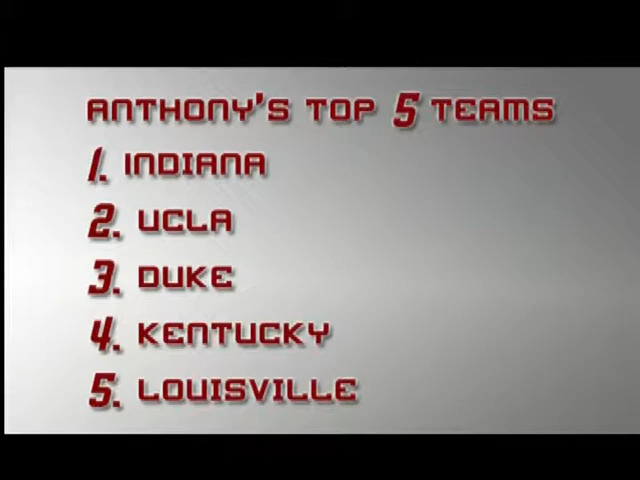 ANTHONY'S TOP 5 TEAMS
1. INDIANA
2. UCLA
3. DUKE
4. KENTUCKY
5. LOUISVILLE